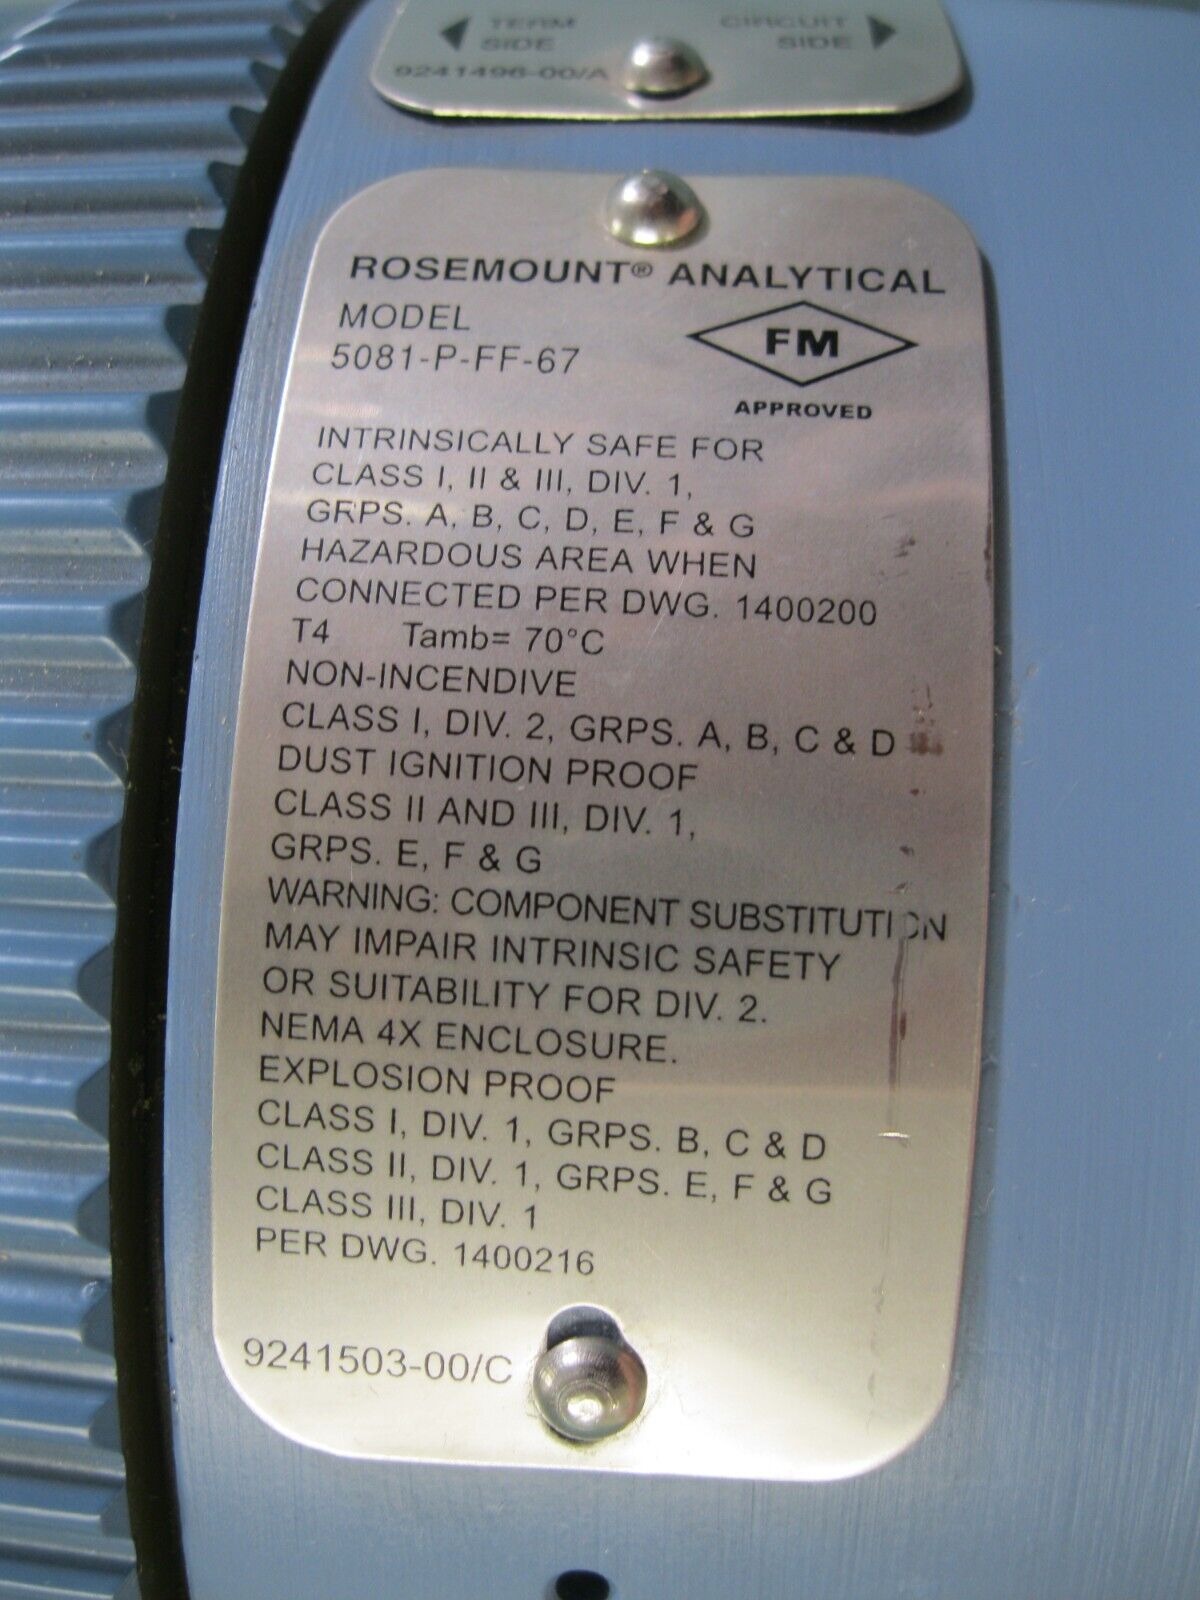 ◀ TERM SIDE
CIRCUIT SIDE ▶
9241496-00/A
ROSEMOUNT® ANALYTICAL
MODEL
5081-P-FF-67
FM
APPROVED
INTRINSICALLY SAFE FOR
CLASS I, II & III, DIV. 1,
GRPS. A, B, C, D, E, F & G
HAZARDOUS AREA WHEN
CONNECTED PER DWG. 1400200
T4 Tamb= 70°C
NON-INCENDIVE
CLASS I, DIV. 2, GRPS. A, B, C & D
DUST IGNITION PROOF
CLASS II AND III, DIV. 1,
GRPS. E, F & G
WARNING: COMPONENT SUBSTITUTION
MAY IMPAIR INTRINSIC SAFETY
OR SUITABILITY FOR DIV. 2.
NEMA 4X ENCLOSURE.
EXPLOSION PROOF
CLASS I, DIV. 1, GRPS. B, C & D
CLASS II, DIV. 1, GRPS. E, F & G
CLASS III, DIV. 1
PER DWG. 1400216
9241503-00/C